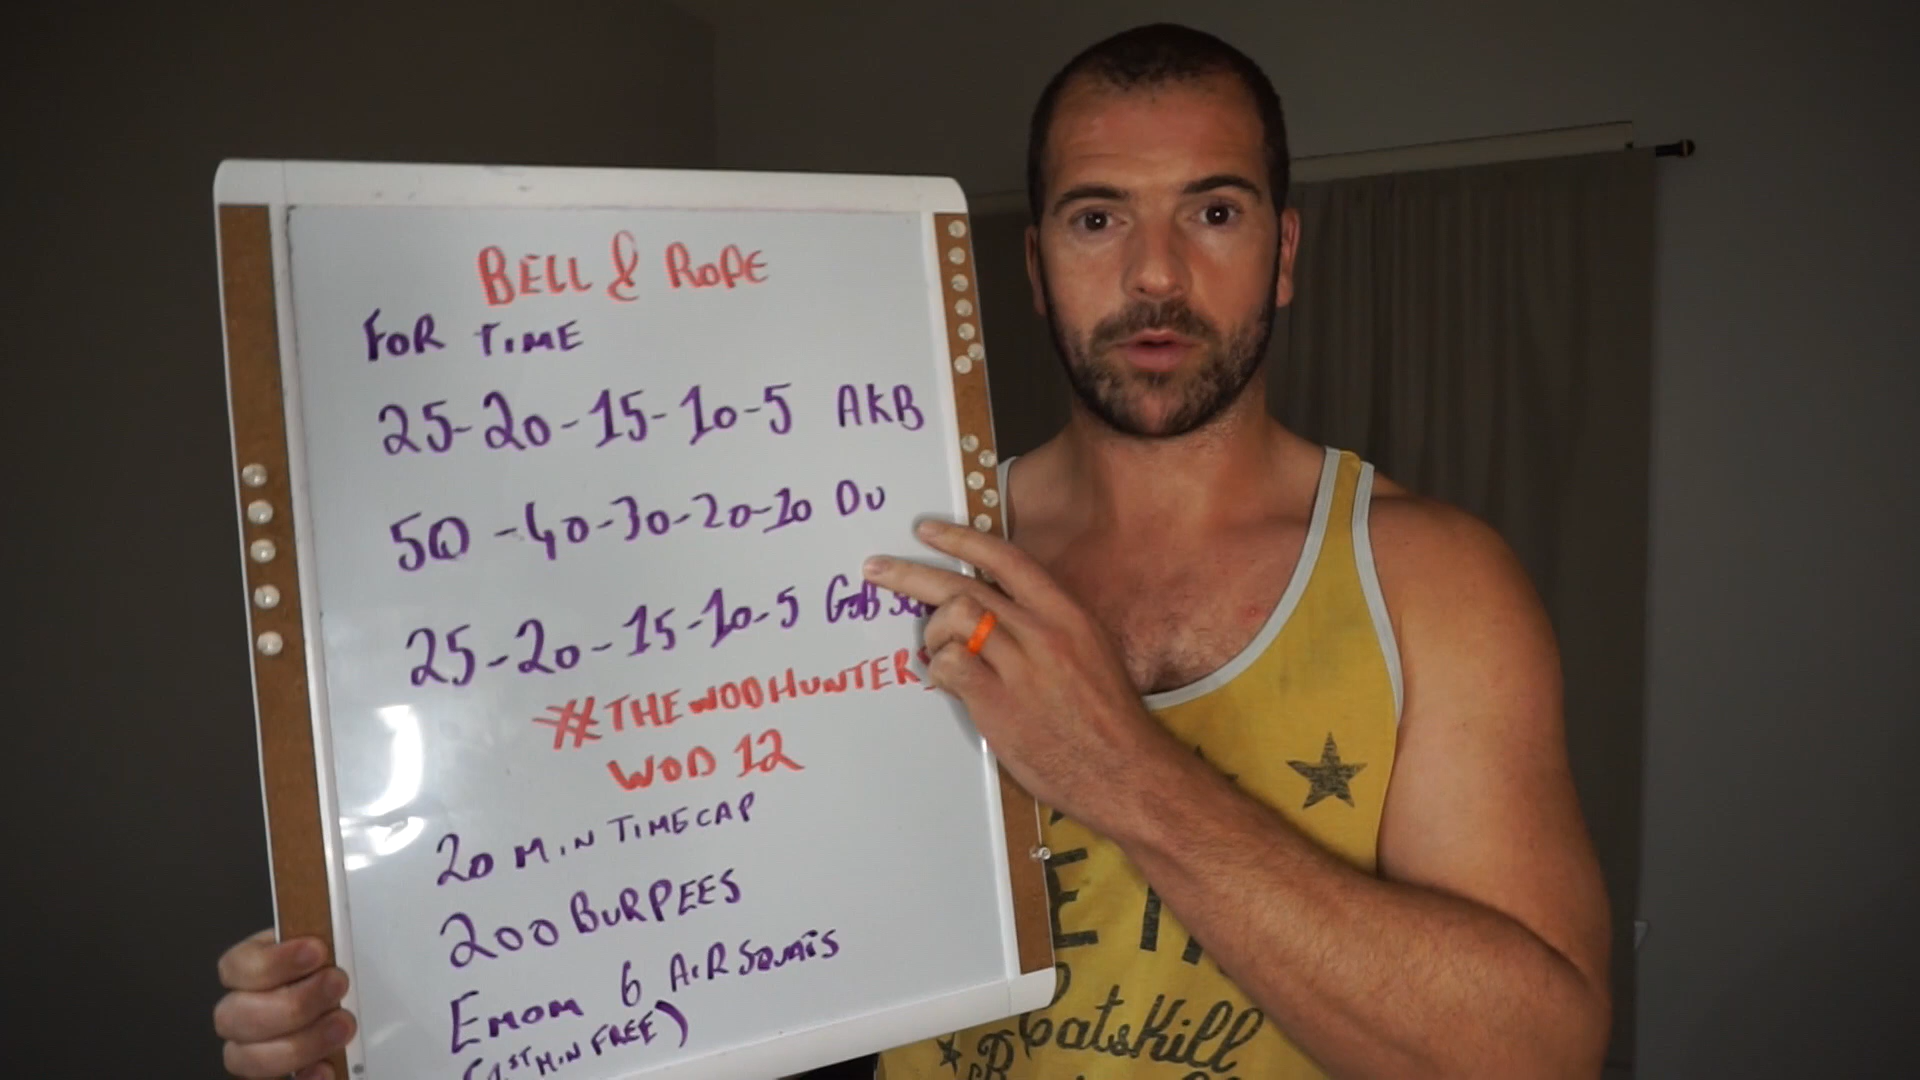 BELL & ROPE
FOR TIME
25-20-15-10-5 AKB
50-40-30-20-10 DU
25-20-15-10-5 GOB
#THEWODHUNTERS
WOD 12
20 MIN TIMECAP
200 BURPEES
EMOM 6 AIR SQUATS
(1ST MIN FREE)
Catskill